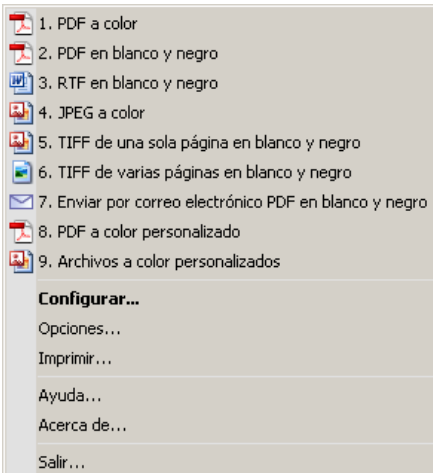 1. PDF a color
2. PDF en blanco y negro
3. RTF en blanco y negro
4. JPEG a color
5. TIFF de una sola página en blanco y negro
6. TIFF de varias páginas en blanco y negro
7. Enviar por correo electrónico PDF en blanco y negro
8. PDF a color personalizado
9. Archivos a color personalizados
Configurar...
Opciones...
Imprimir...
Ayuda...
Acerca de...
Salir...